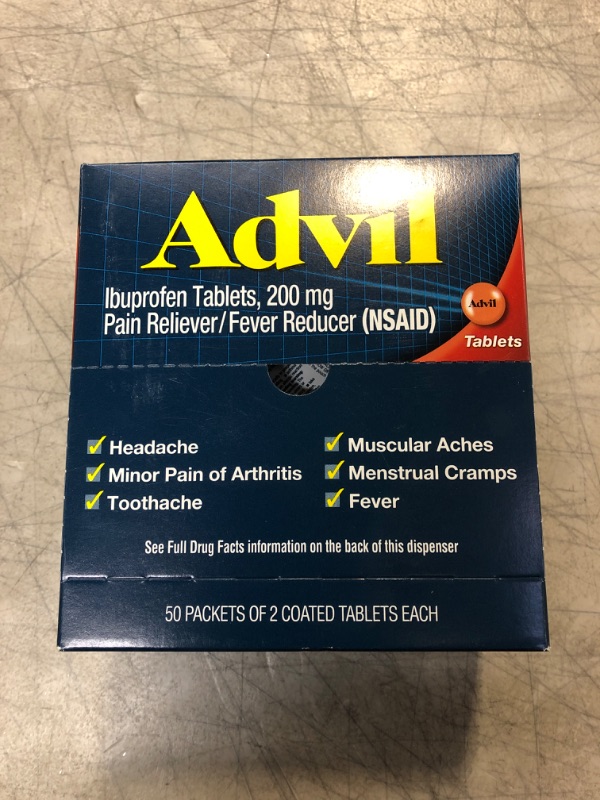 Advil
Ibuprofen Tablets, 200 mg
Pain Reliever/Fever Reducer (NSAID)
Advil
Tablets
Headache
Minor Pain of Arthritis
Toothache
Muscular Aches
Menstrual Cramps
Fever
See Full Drug Facts information on the back of this dispenser
50 PACKETS OF 2 COATED TABLETS EACH